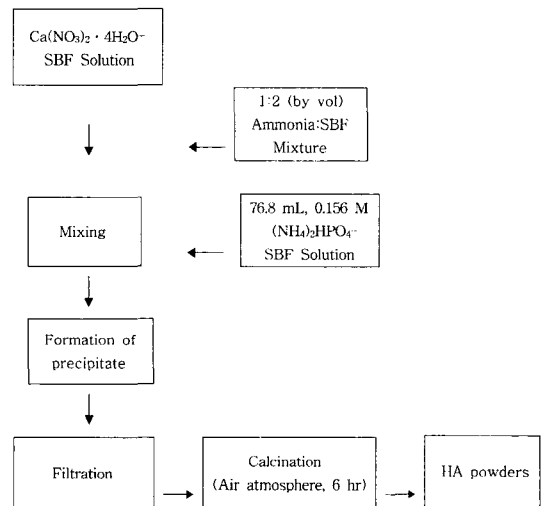 Ca(NO₃)₂ · 4H₂O-
SBF Solution
1:2 (by vol)
Ammonia:SBF
Mixture
76.8 mL, 0.156 M
(NH₄)₂HPO₄-
SBF Solution
Mixing
Formation of
precipitate
Filtration
Calcination
(Air atmosphere, 6 hr)
HA powders